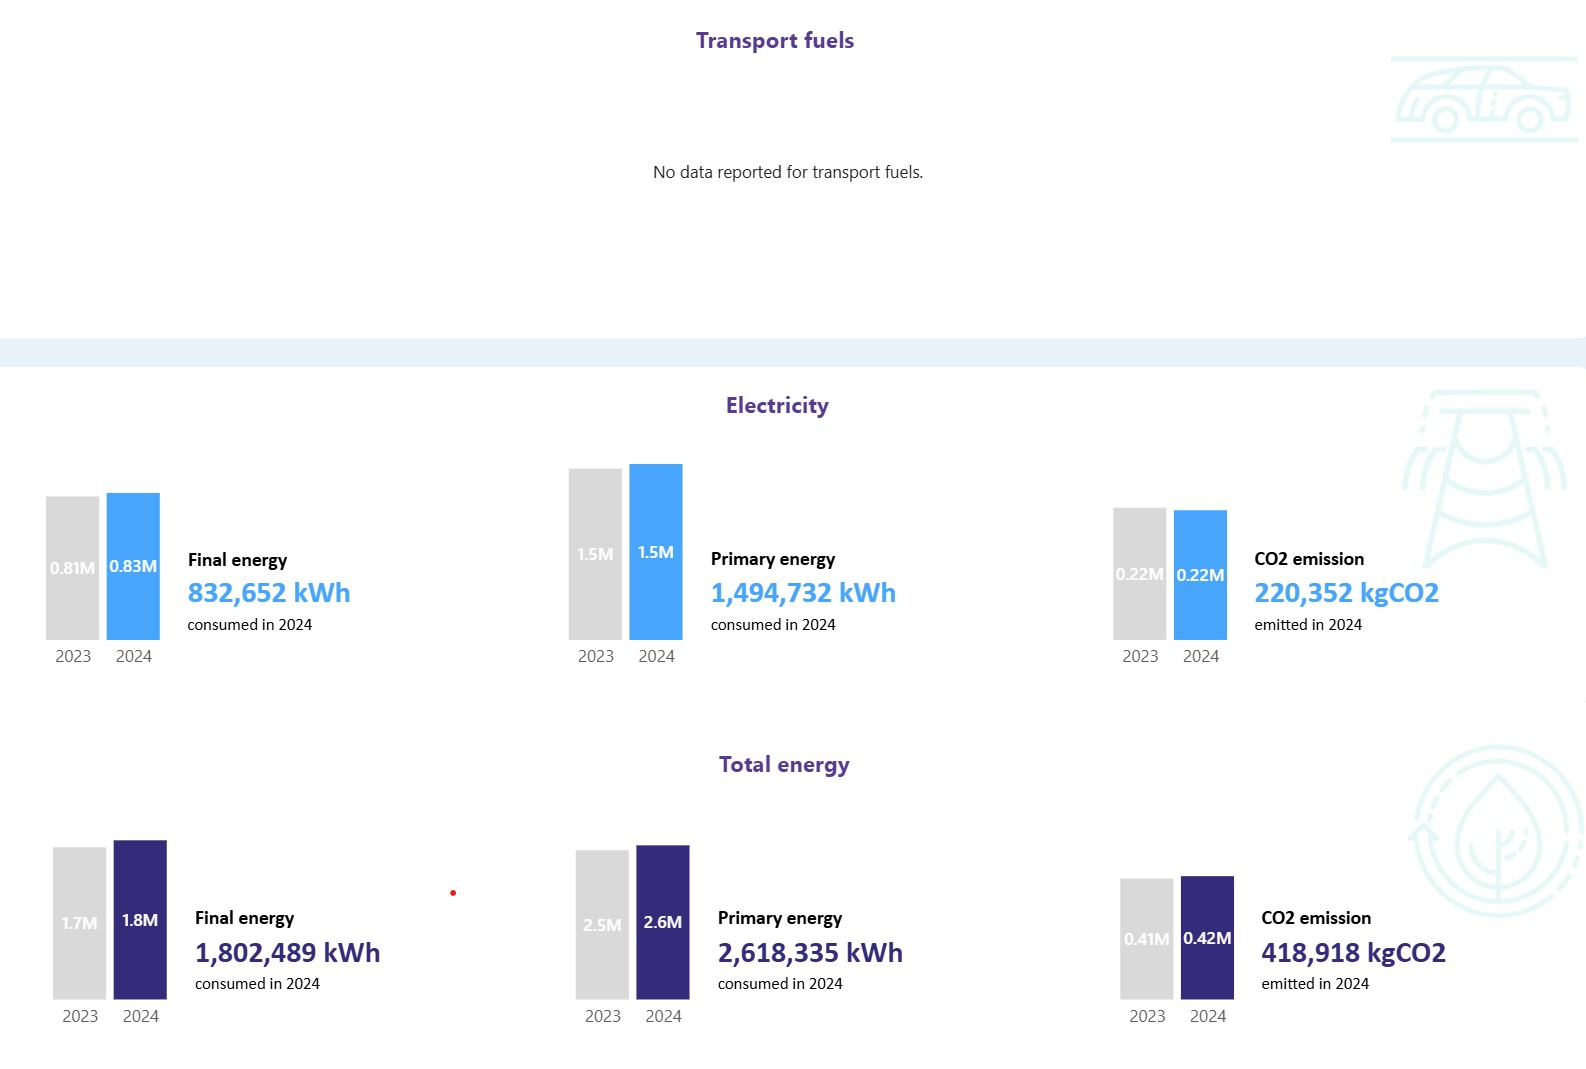 Transport fuels
No data reported for transport fuels.
Electricity
0.81M 0.83M
2023 2024
Final energy
832,652 kWh
consumed in 2024
1.5M 1.5M
2023 2024
Primary energy
1,494,732 kWh
consumed in 2024
0.22M 0.22M
2023 2024
CO2 emission
220,352 kgCO2
emitted in 2024
Total energy
1.7M 1.8M
2023 2024
Final energy
1,802,489 kWh
consumed in 2024
2.5M 2.6M
2023 2024
Primary energy
2,618,335 kWh
consumed in 2024
0.41M 0.42M
2023 2024
CO2 emission
418,918 kgCO2
emitted in 2024